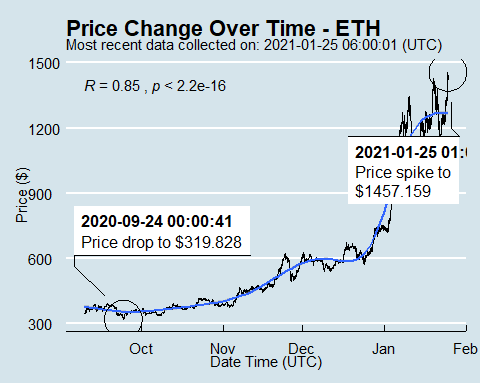 Price Change Over Time - ETH
Most recent data collected on: 2021-01-25 06:00:01 (UTC)
R = 0.85 , p < 2.2e-16
1500
1200
900
600
300
Price ($)
2021-01-25 01:0
Price spike to
$1457.159
2020-09-24 00:00:41
Price drop to $319.828
Oct
Nov
Dec
Jan
Feb
Date Time (UTC)